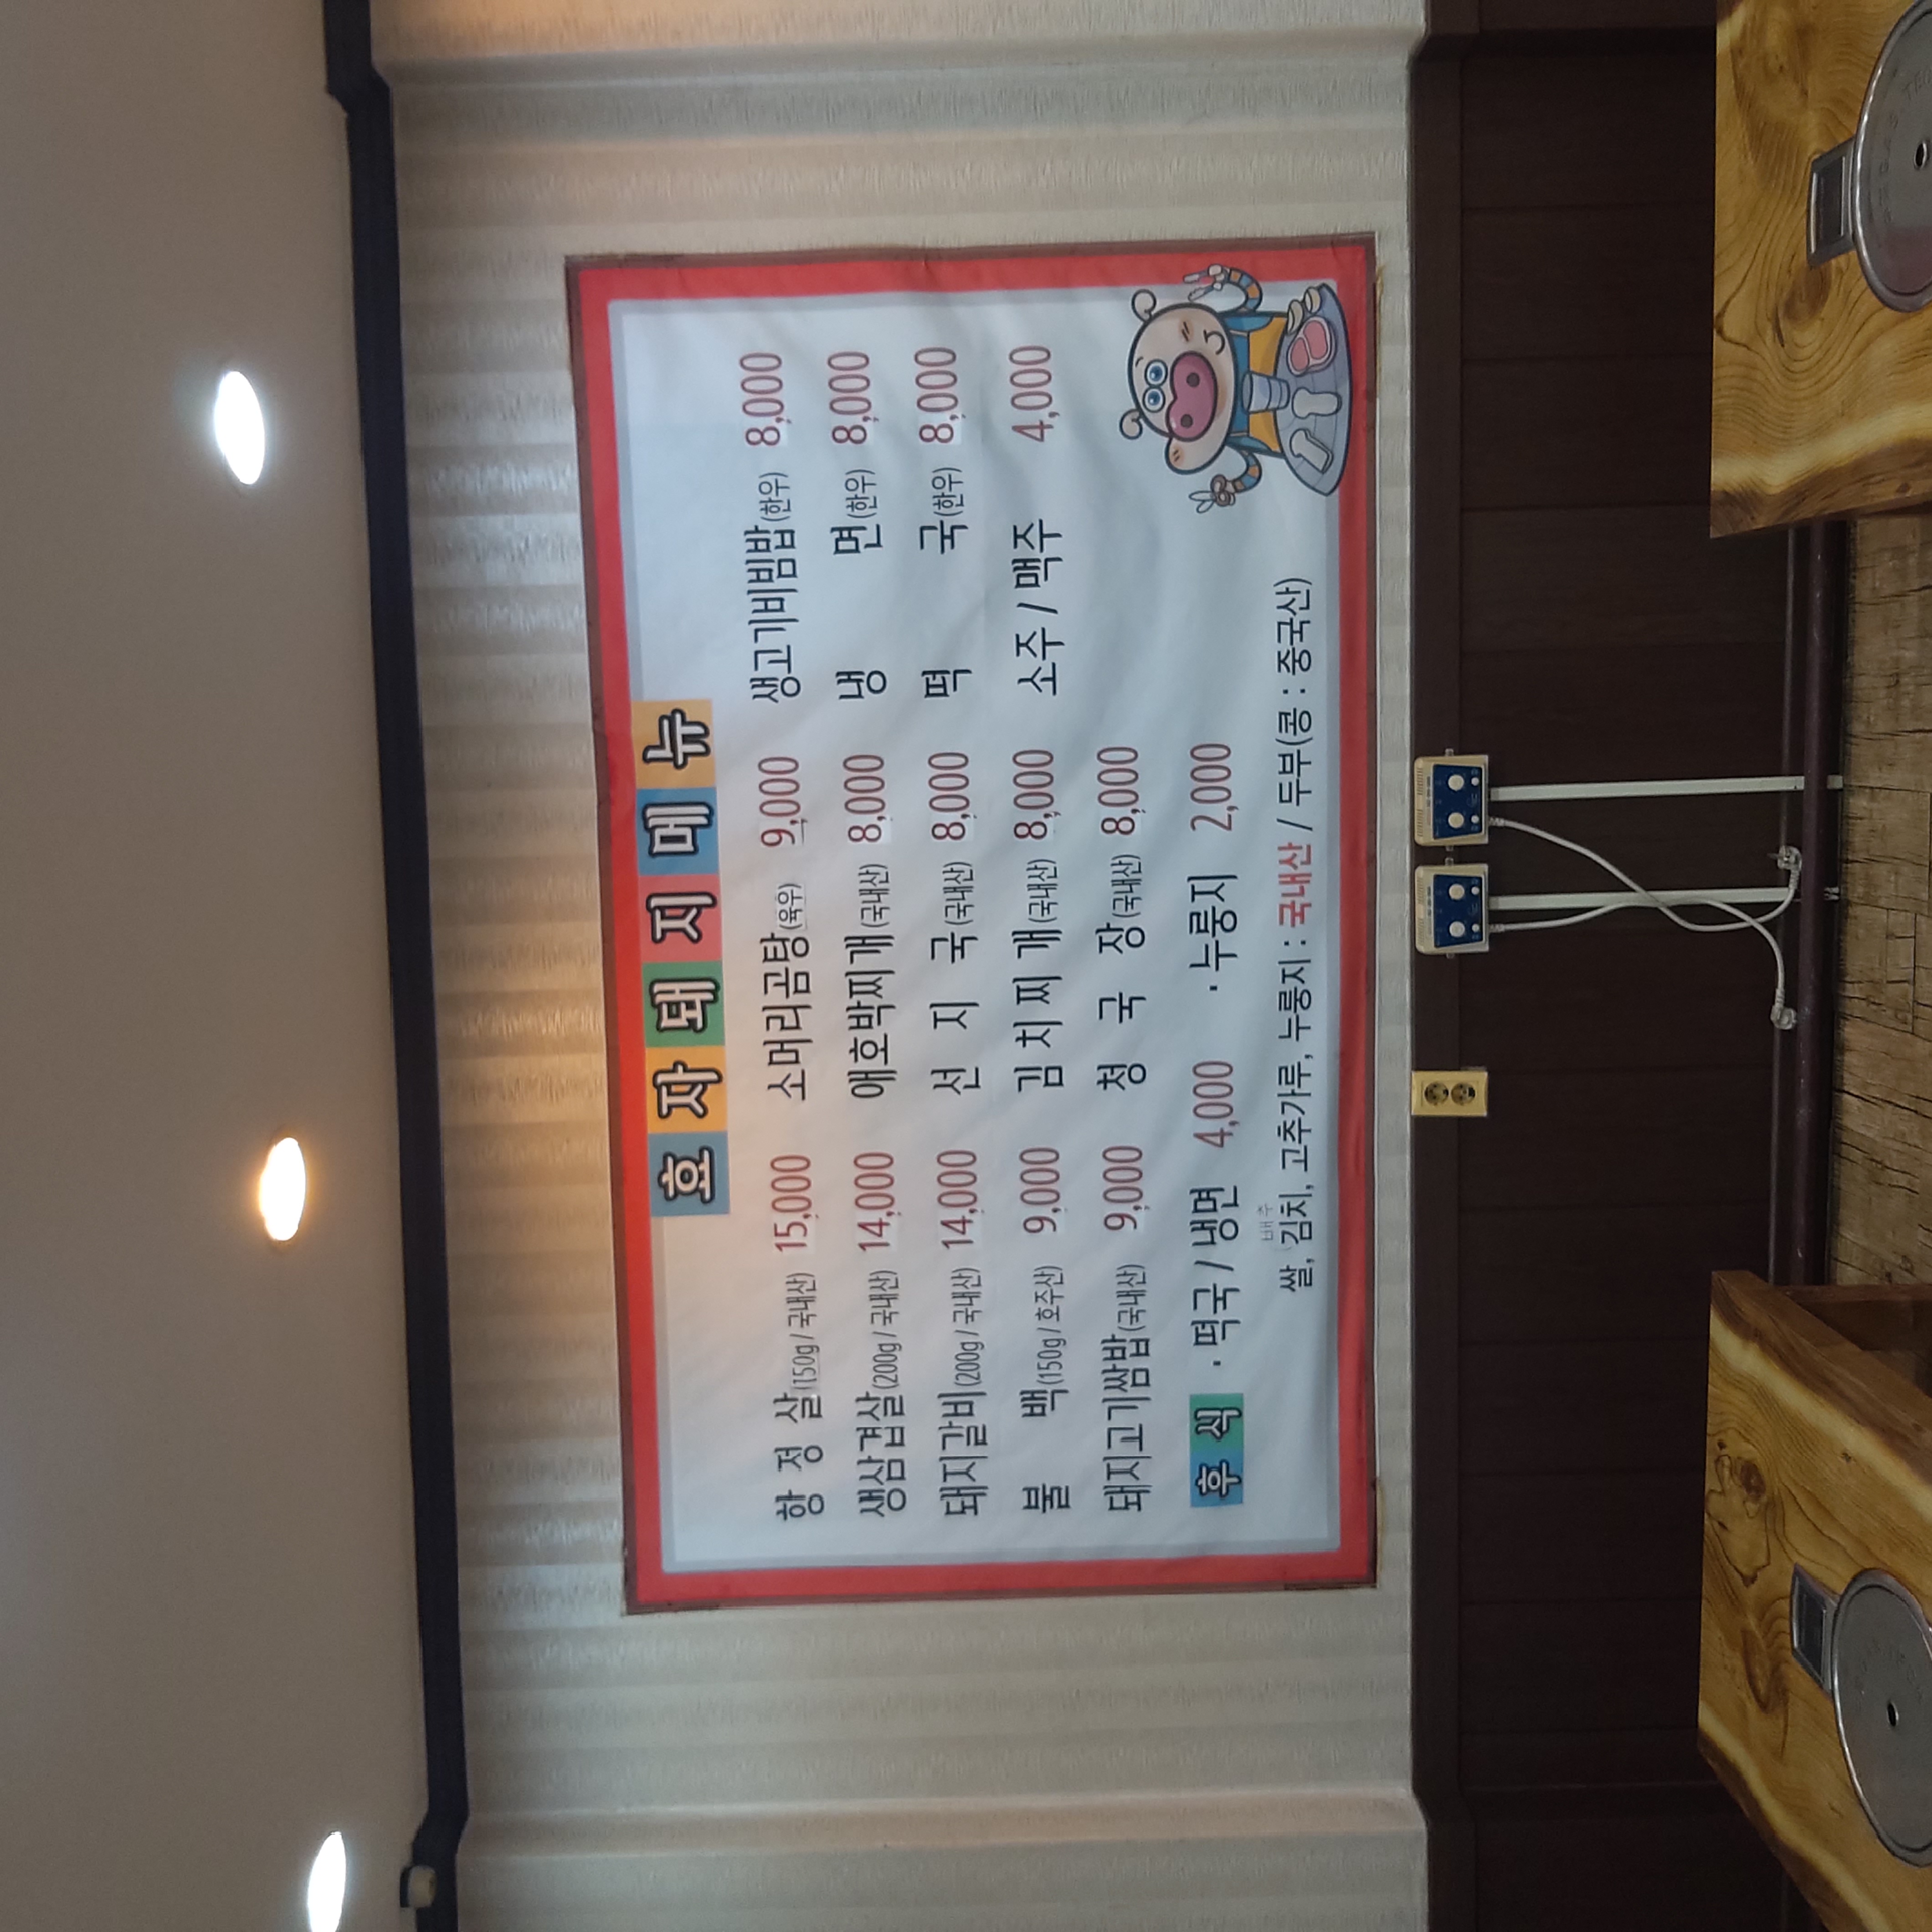 효자돼지메뉴
항정살(150g / 국내산) 15,000
생삼겹살(200g / 국내산) 14,000
돼지갈비(200g / 국내산) 14,000
불백(150g / 호주산) 9,000
돼지고기쌈밥(국내산) 9,000
소머리곰탕(육우) 9,000
애호박찌개(국내산) 8,000
선지국(국내산) 8,000
김치찌개(국내산) 8,000
청국장(국내산) 8,000
생고기비빔밥(한우) 8,000
냉면(한우) 8,000
떡국(한우) 8,000
소주 / 맥주 4,000
후식 · 떡국 / 냉면 4,000 · 누룽지 2,000
배추
쌀, 김치, 고추가루, 누룽지 : 국내산 / 두부(콩 : 중국산)